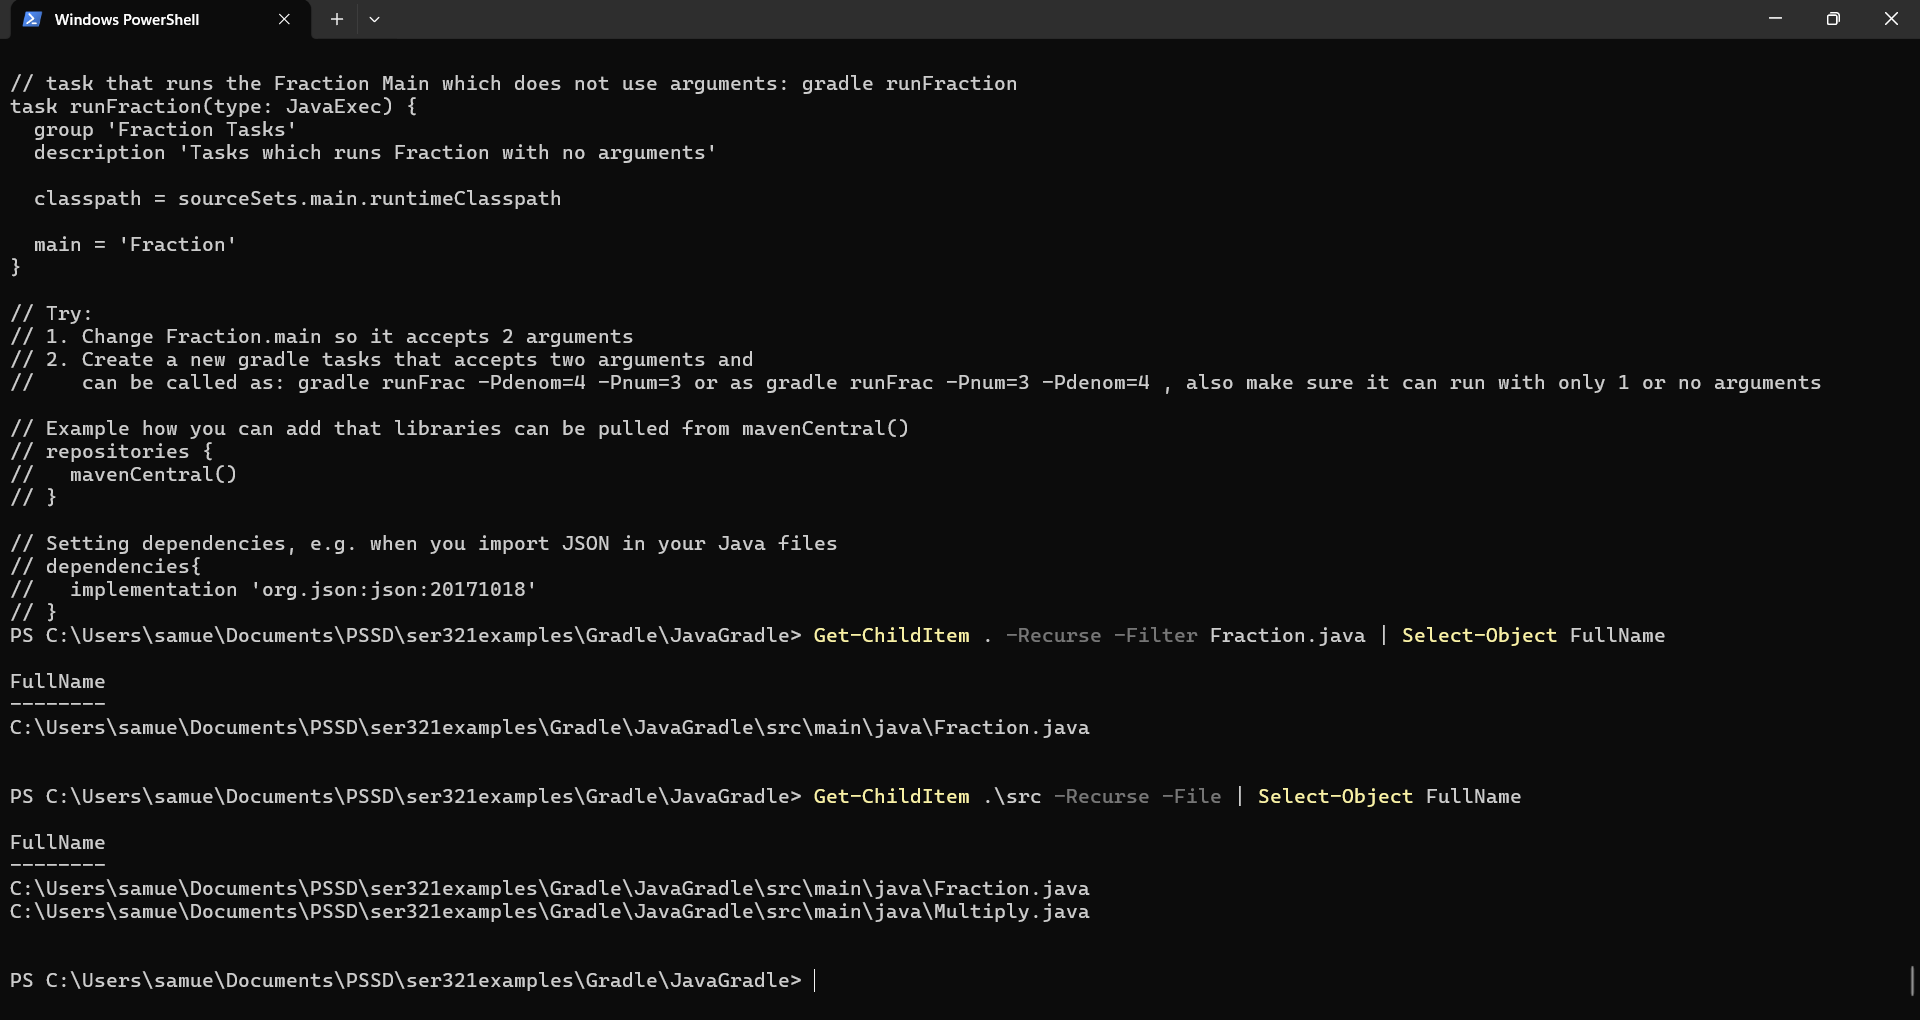 Windows PowerShell
// task that runs the Fraction Main which does not use arguments: gradle runFraction
task runFraction(type: JavaExec) {
  group 'Fraction Tasks'
  description 'Tasks which runs Fraction with no arguments'
  classpath = sourceSets.main.runtimeClasspath
  main = 'Fraction'
}
// Try:
// 1. Change Fraction.main so it accepts 2 arguments
// 2. Create a new gradle tasks that accepts two arguments and
//    can be called as: gradle runFrac -Pdenom=4 -Pnum=3 or as gradle runFrac -Pnum=3 -Pdenom=4 , also make sure it can run with only 1 or no arguments
// Example how you can add that libraries can be pulled from mavenCentral()
// repositories {
//   mavenCentral()
// }
// Setting dependencies, e.g. when you import JSON in your Java files
// dependencies{
//   implementation 'org.json:json:20171018'
// }
PS C:\Users\samue\Documents\PSSD\ser321examples\Gradle\JavaGradle> Get-ChildItem . -Recurse -Filter Fraction.java | Select-Object FullName
FullName
--------
C:\Users\samue\Documents\PSSD\ser321examples\Gradle\JavaGradle\src\main\java\Fraction.java
PS C:\Users\samue\Documents\PSSD\ser321examples\Gradle\JavaGradle> Get-ChildItem .\src -Recurse -File | Select-Object FullName
FullName
--------
C:\Users\samue\Documents\PSSD\ser321examples\Gradle\JavaGradle\src\main\java\Fraction.java
C:\Users\samue\Documents\PSSD\ser321examples\Gradle\JavaGradle\src\main\java\Multiply.java
PS C:\Users\samue\Documents\PSSD\ser321examples\Gradle\JavaGradle>